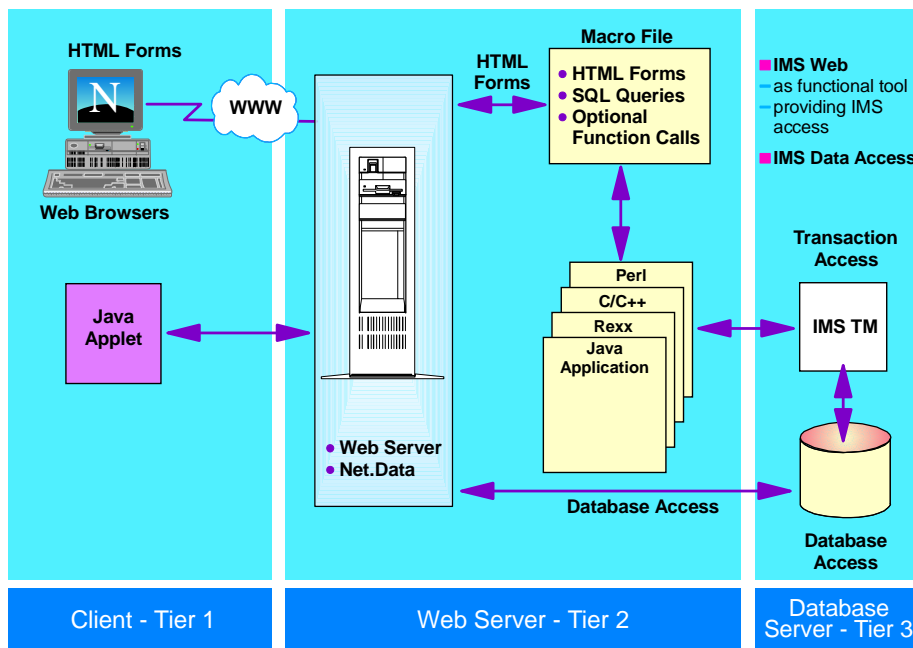 HTML Forms
N
WWW
Web Browsers
Java
Applet
Client - Tier 1
HTML
Forms
Macro File
HTML Forms
SQL Queries
Optional
Function Calls
Perl
C/C++
Rexx
Java
Application
Web Server
Net.Data
Database Access
Web Server - Tier 2
IMS Web
as functional tool
providing IMS
access
IMS Data Access
Transaction
Access
IMS TM
Database
Access
Database
Server - Tier 3